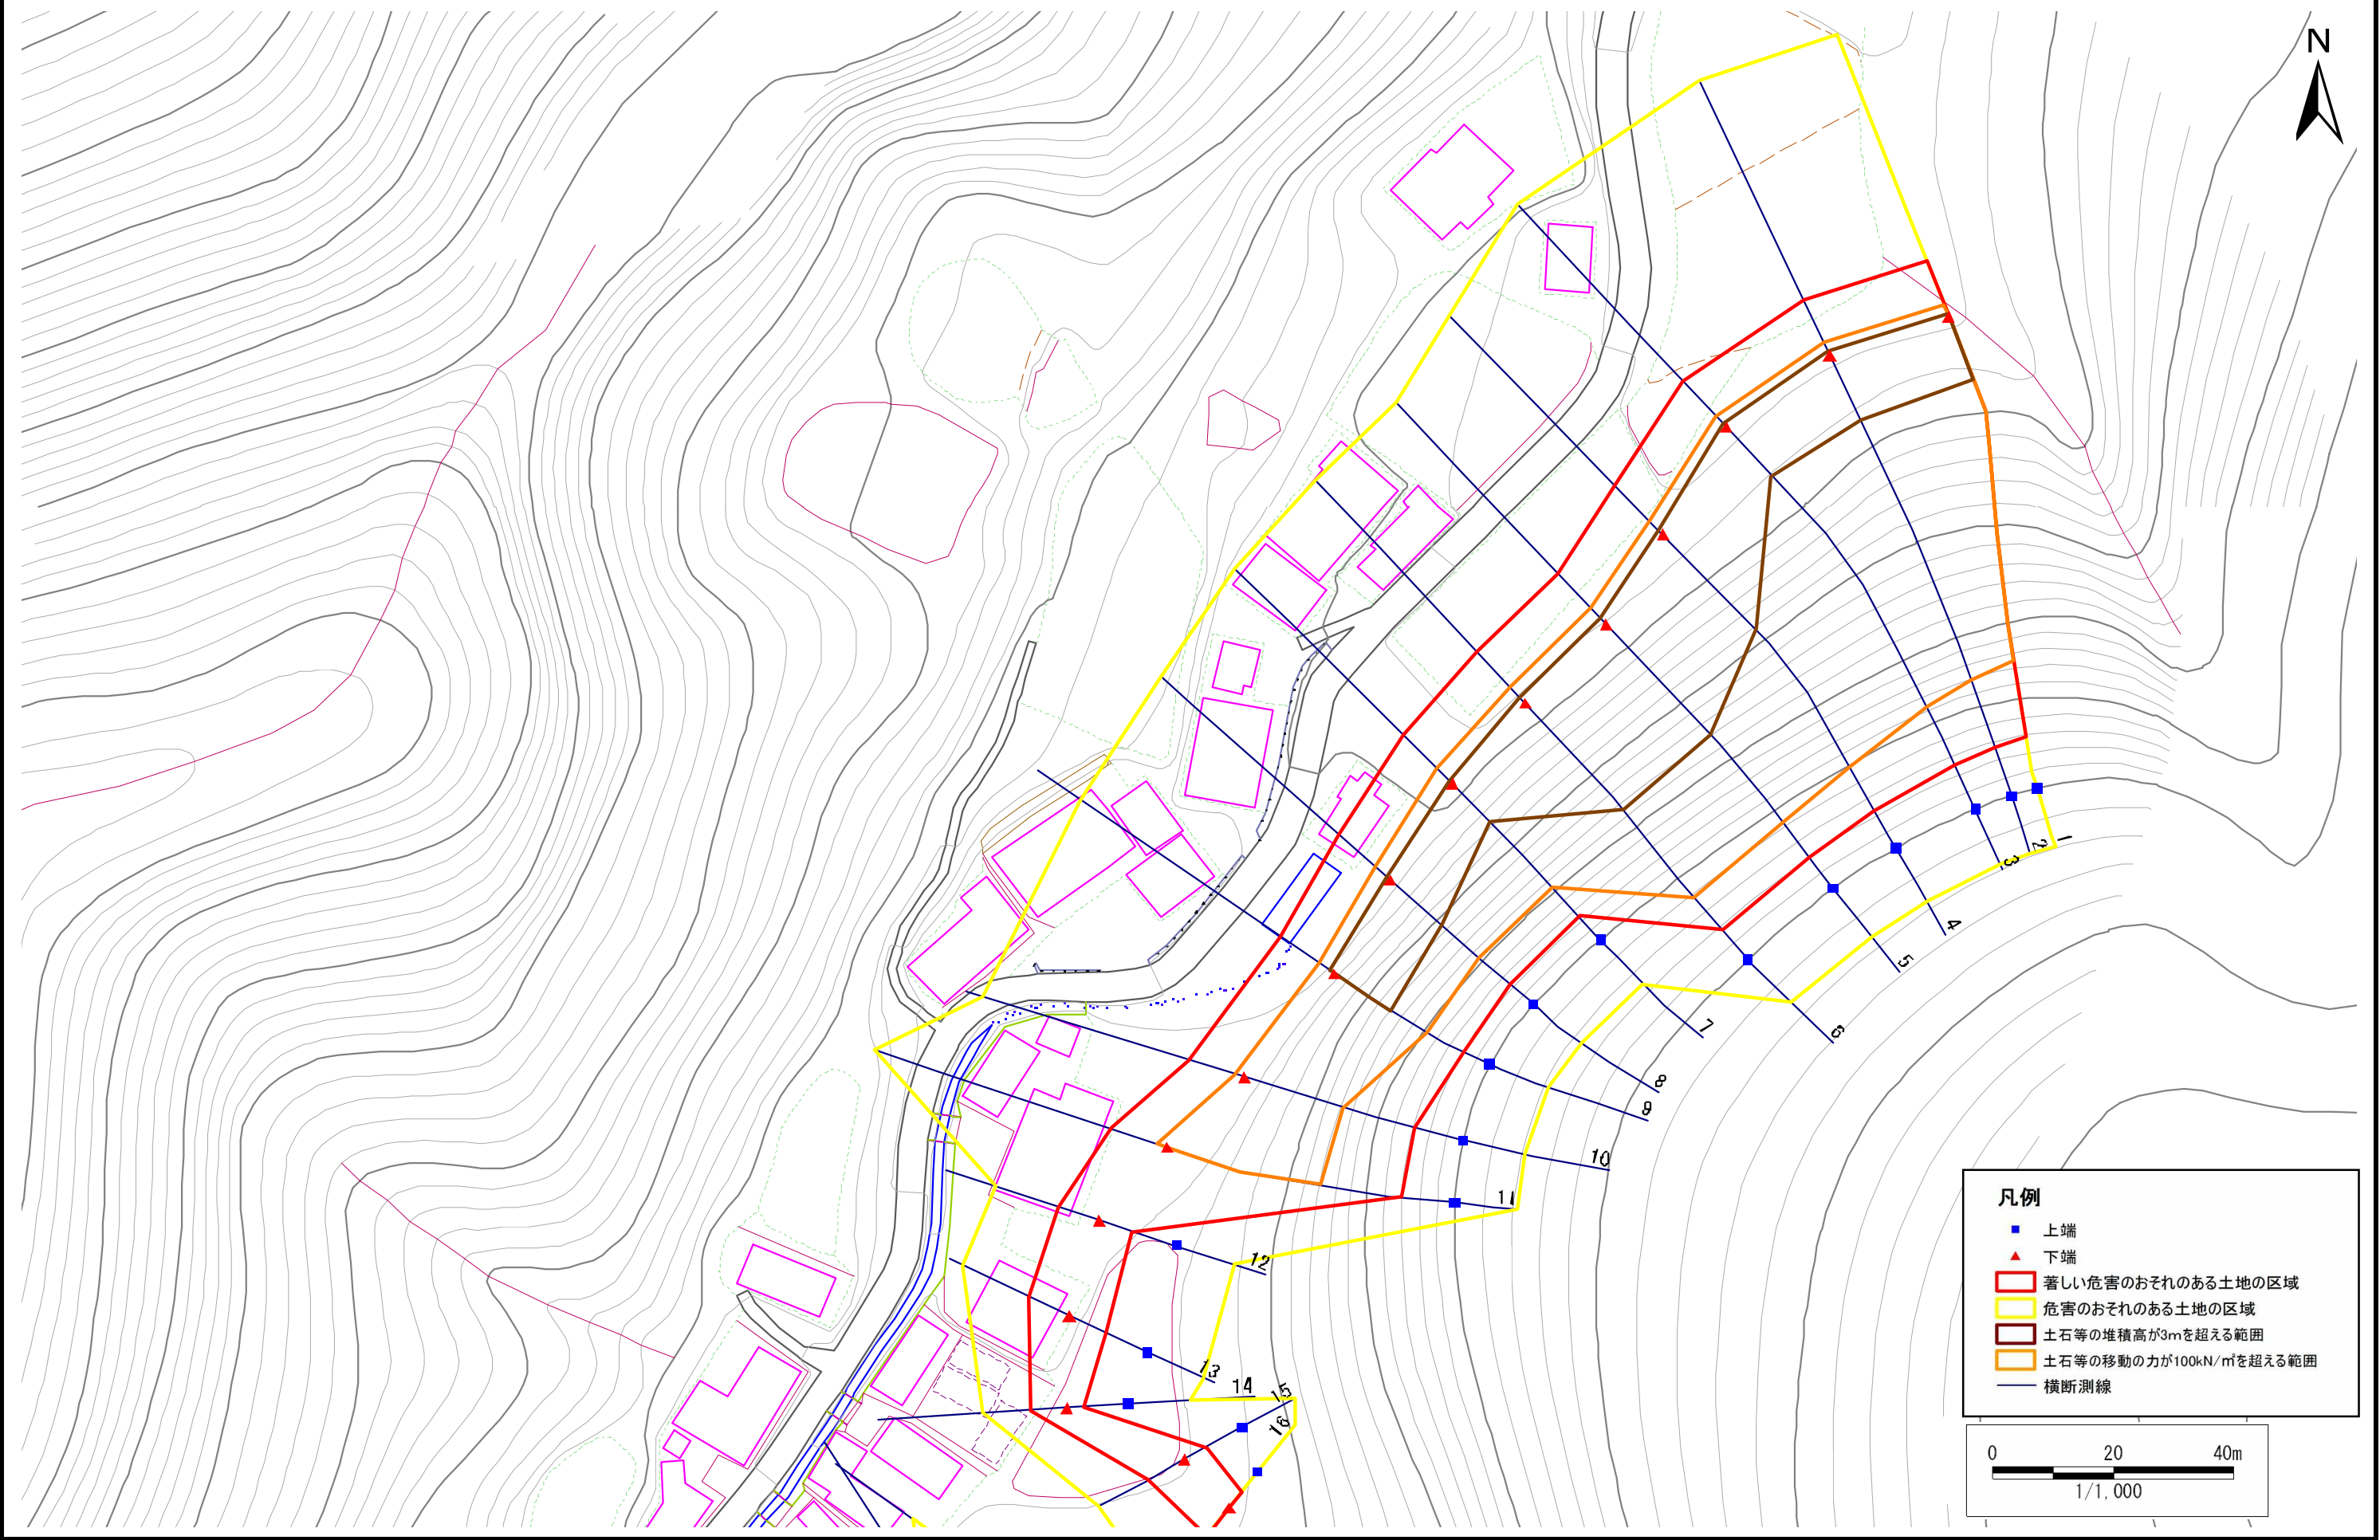 N
1
2
3
4
5
6
7
8
9
10
11
12
13
14
15
16
凡例
上端
下端
著しい危害のおそれのある土地の区域
危害のおそれのある土地の区域
土石等の堆積高が3mを超える範囲
土石等の移動の力が100kN/㎡を超える範囲
横断測線
0 20 40m
1/1,000